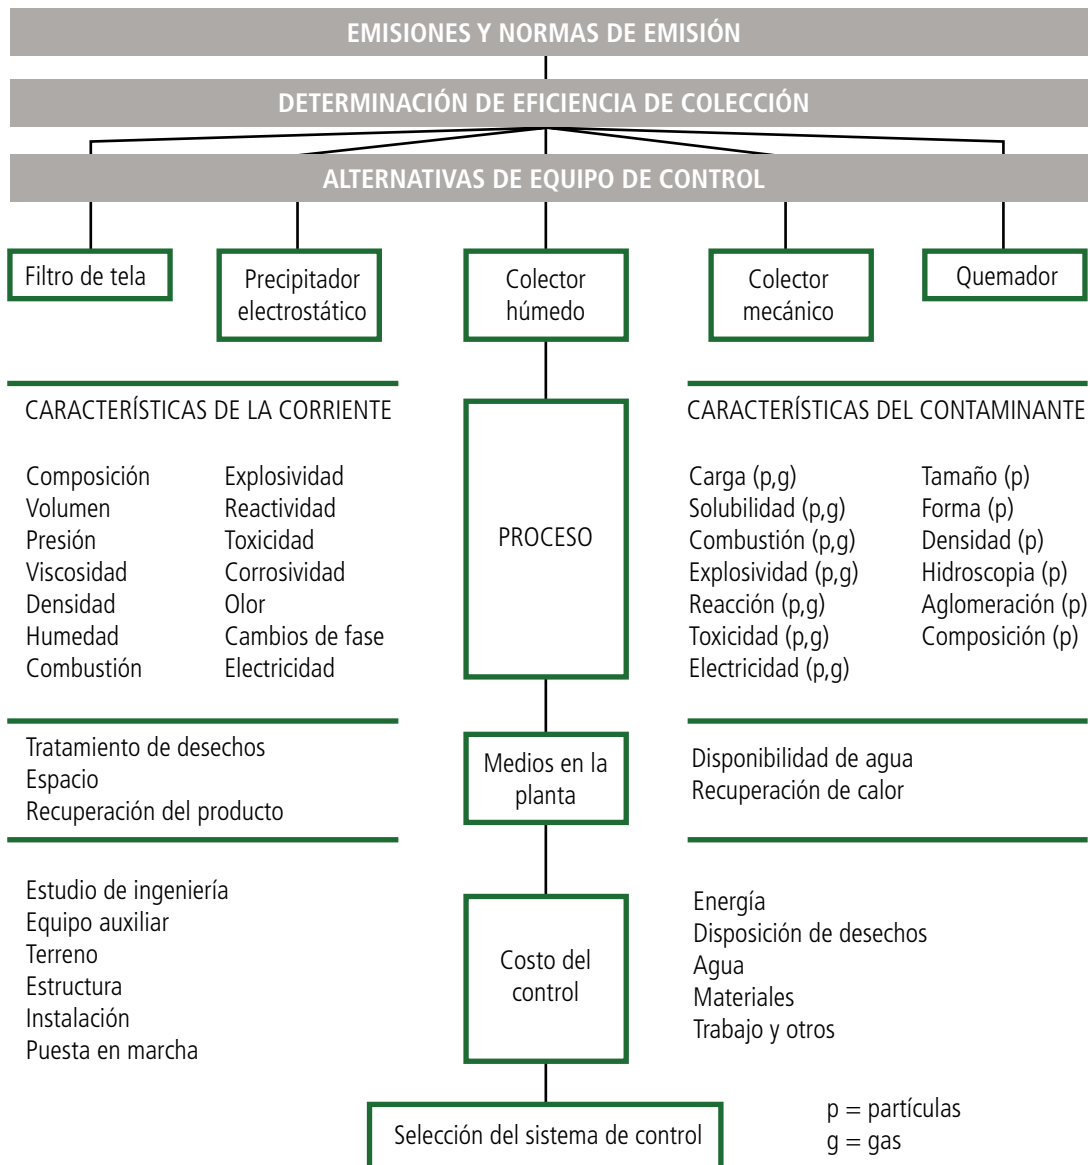 EMISIONES Y NORMAS DE EMISIÓN
DETERMINACIÓN DE EFICIENCIA DE COLECCIÓN
ALTERNATIVAS DE EQUIPO DE CONTROL
Filtro de tela
Precipitador
electrostático
Colector
húmedo
Colector
mecánico
Quemador
CARACTERÍSTICAS DE LA CORRIENTE
Composición
Volumen
Presión
Viscosidad
Densidad
Humedad
Combustión
Explosividad
Reactividad
Toxicidad
Corrosividad
Olor
Cambios de fase
Electricidad
PROCESO
CARACTERÍSTICAS DEL CONTAMINANTE
Carga (p,g)
Solubilidad (p,g)
Combustión (p,g)
Explosividad (p,g)
Reacción (p,g)
Toxicidad (p,g)
Electricidad (p,g)
Tamaño (p)
Forma (p)
Densidad (p)
Hidroscopia (p)
Aglomeración (p)
Composición (p)
Tratamiento de desechos
Espacio
Recuperación del producto
Medios en la
planta
Disponibilidad de agua
Recuperación de calor
Estudio de ingeniería
Equipo auxiliar
Terreno
Estructura
Instalación
Puesta en marcha
Costo del
control
Energía
Disposición de desechos
Agua
Materiales
Trabajo y otros
Selección del sistema de control
p = partículas
g = gas